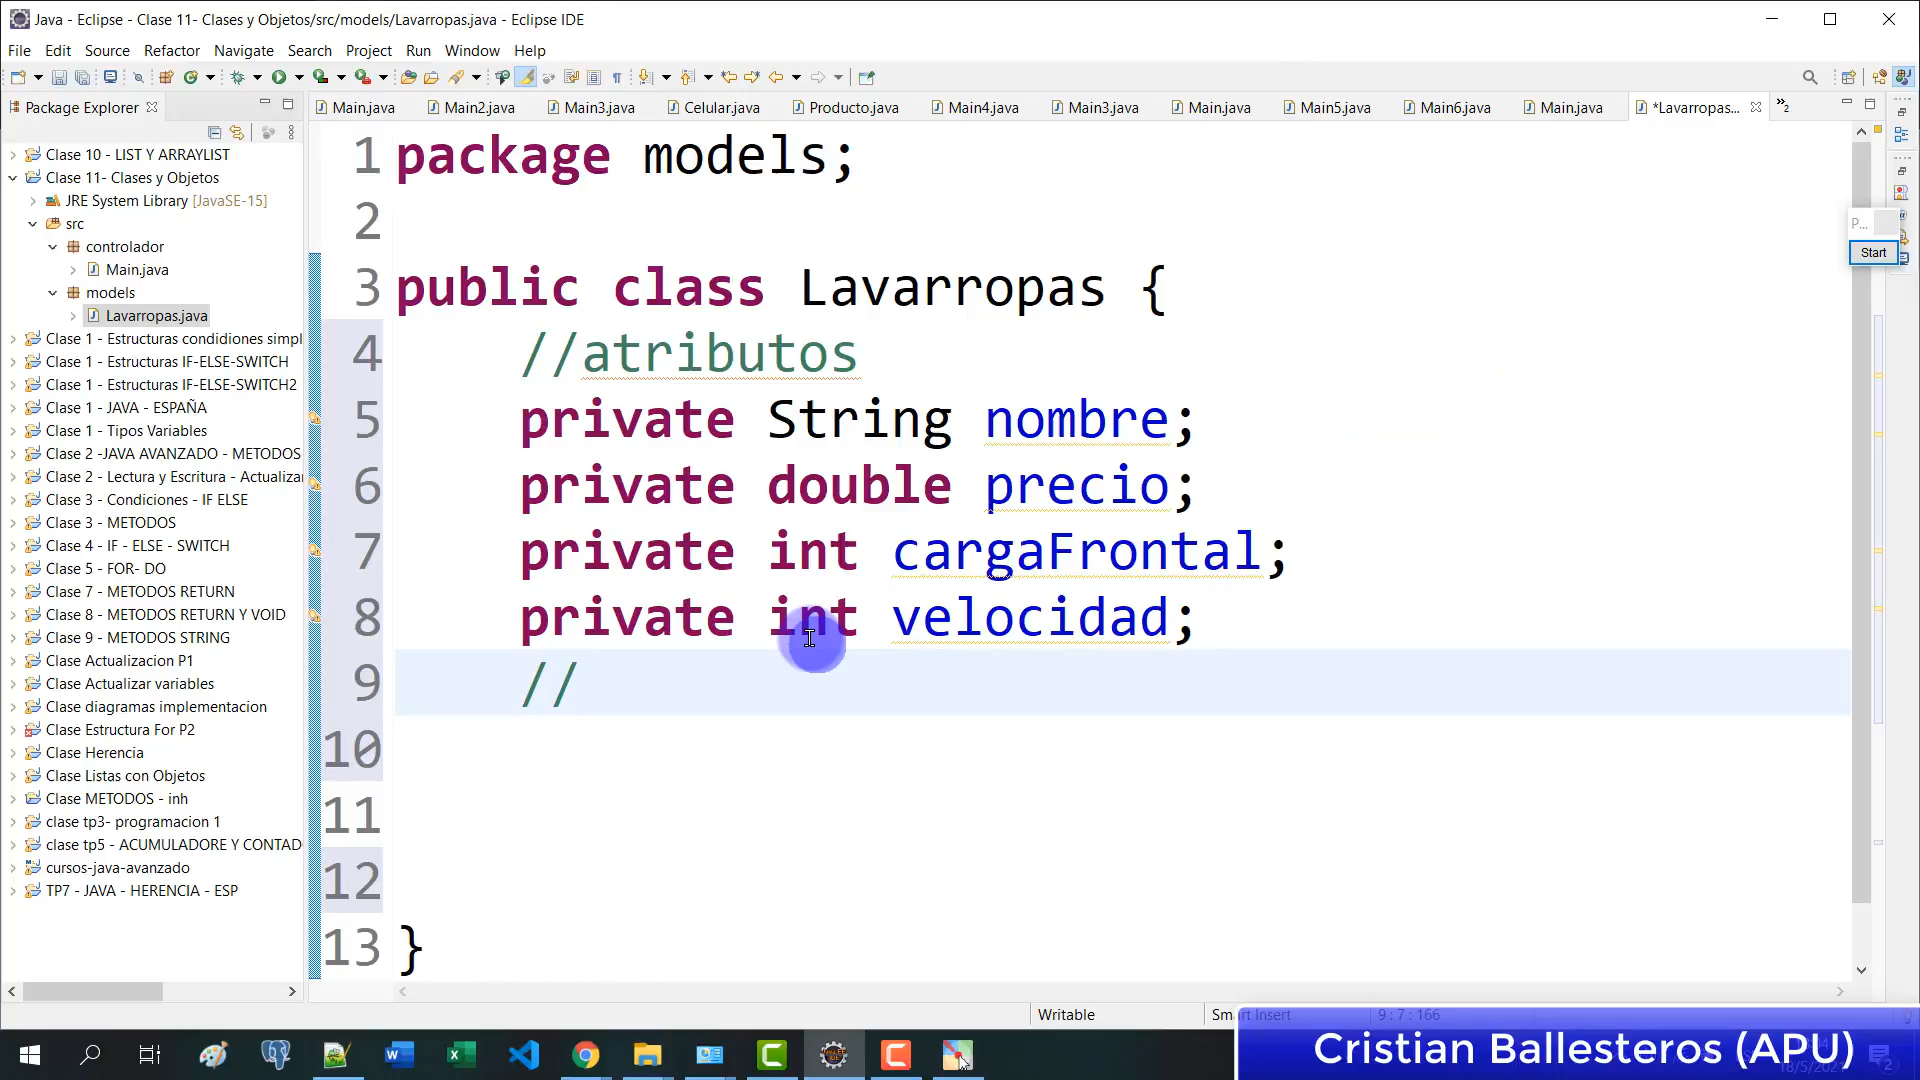 Java - Eclipse - Clase 11- Clases y Objetos/src/models/Lavarropas.java - Eclipse IDE
File Edit Source Refactor Navigate Search Project Run Window Help
Package Explorer
Main.java Main2.java Main3.java Celular.java Producto.java Main4.java Main3.java Main.java Main5.java Main6.java Main.java *Lavarropas... »2
Clase 10 - LIST Y ARRAYLIST
Clase 11- Clases y Objetos
JRE System Library [JavaSE-15]
src
controlador
Main.java
models
Lavarropas.java
Clase 1 - Estructuras condidiones simpl
Clase 1 - Estructuras IF-ELSE-SWITCH
Clase 1 - Estructuras IF-ELSE-SWITCH2
Clase 1 - JAVA - ESPAÑA
Clase 1 - Tipos Variables
Clase 2 -JAVA AVANZADO - METODOS
Clase 2 - Lectura y Escritura - Actualizar
Clase 3 - Condiciones - IF ELSE
Clase 3 - METODOS
Clase 4 - IF - ELSE - SWITCH
Clase 5 - FOR- DO
Clase 7 - METODOS RETURN
Clase 8 - METODOS RETURN Y VOID
Clase 9 - METODOS STRING
Clase Actualizacion P1
Clase Actualizar variables
Clase diagramas implementacion
Clase Estructura For P2
Clase Herencia
Clase Listas con Objetos
Clase METODOS - inh
clase tp3- programacion 1
clase tp5 - ACUMULADORE Y CONTAD
cursos-java-avanzado
TP7 - JAVA - HERENCIA - ESP
1 package models;
2
3 public class Lavarropas {
4 //atributos
5 private String nombre;
6 private double precio;
7 private int cargaFrontal;
8 private int velocidad;
9 //
10
11
12
13 }
P...
Start
Writable Smart Insert 9 : 7 : 166
Cristian Ballesteros (APU)